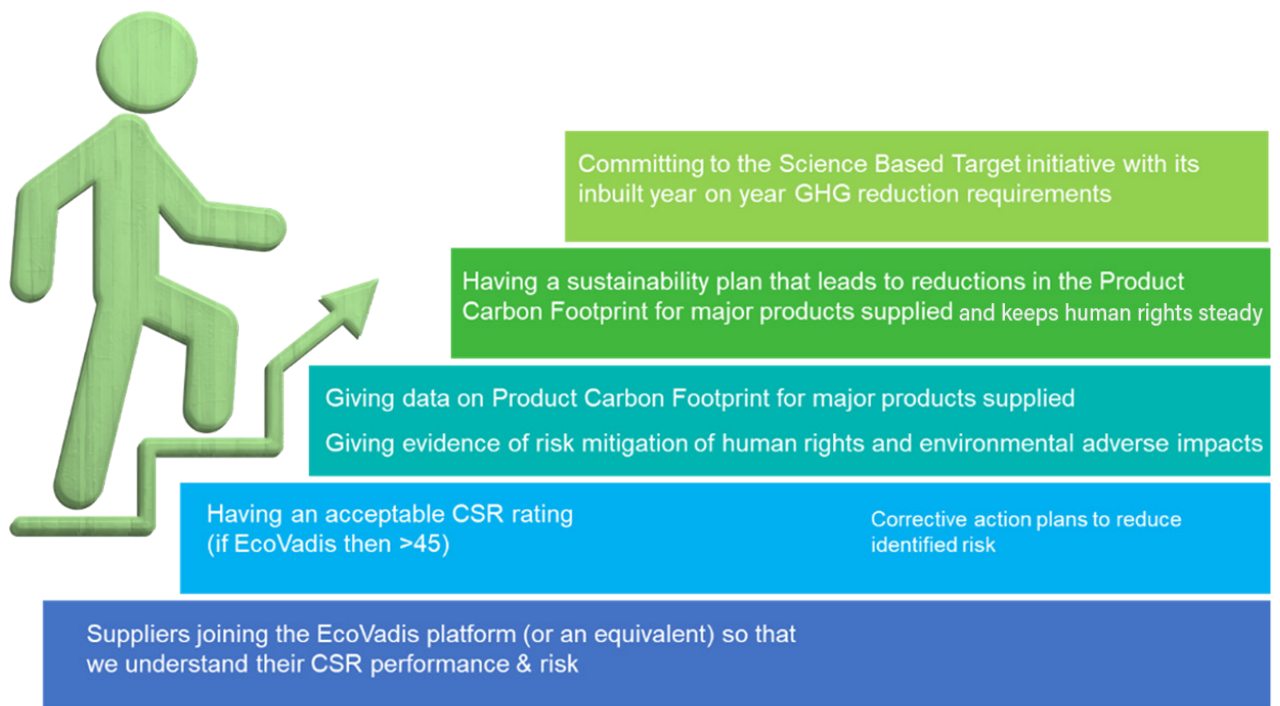 Committing to the Science Based Target initiative with its
inbuilt year on year GHG reduction requirements
Having a sustainability plan that leads to reductions in the Product
Carbon Footprint for major products supplied and keeps human rights steady
Giving data on Product Carbon Footprint for major products supplied
Giving evidence of risk mitigation of human rights and environmental adverse impacts
Having an acceptable CSR rating
(if EcoVadis then >45)
Corrective action plans to reduce
identified risk
Suppliers joining the EcoVadis platform (or an equivalent) so that
we understand their CSR performance & risk